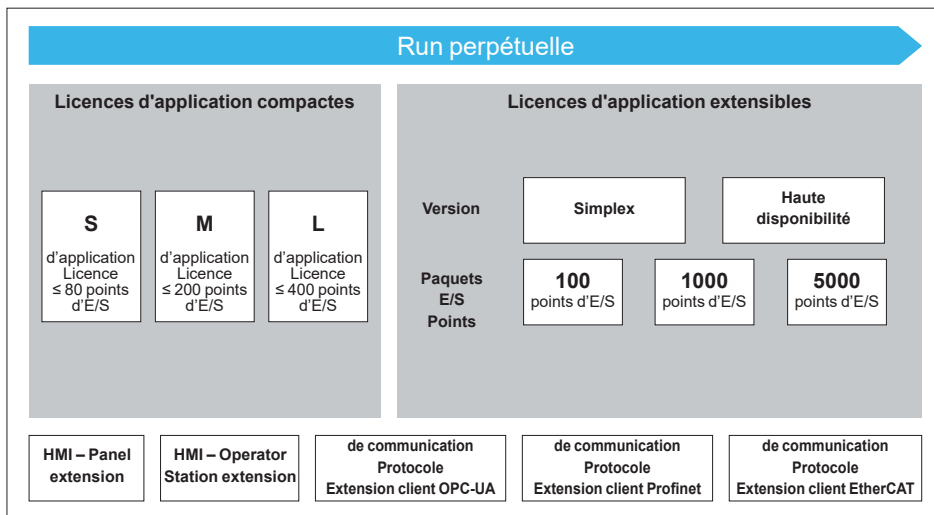 Run perpétuelle
Licences d'application compactes
S
d'application
Licence
≤ 80 points
d'E/S
M
d'application
Licence
≤ 200 points
d'E/S
L
d'application
Licence
≤ 400 points
d'E/S
Licences d'application extensibles
Version
Simplex
Haute
disponibilité
Paquets
E/S
Points
100
points d'E/S
1000
points d'E/S
5000
points d'E/S
HMI – Panel
extension
HMI – Operator
Station extension
de communication
Protocole
Extension client OPC-UA
de communication
Protocole
Extension client Profinet
de communication
Protocole
Extension client EtherCAT